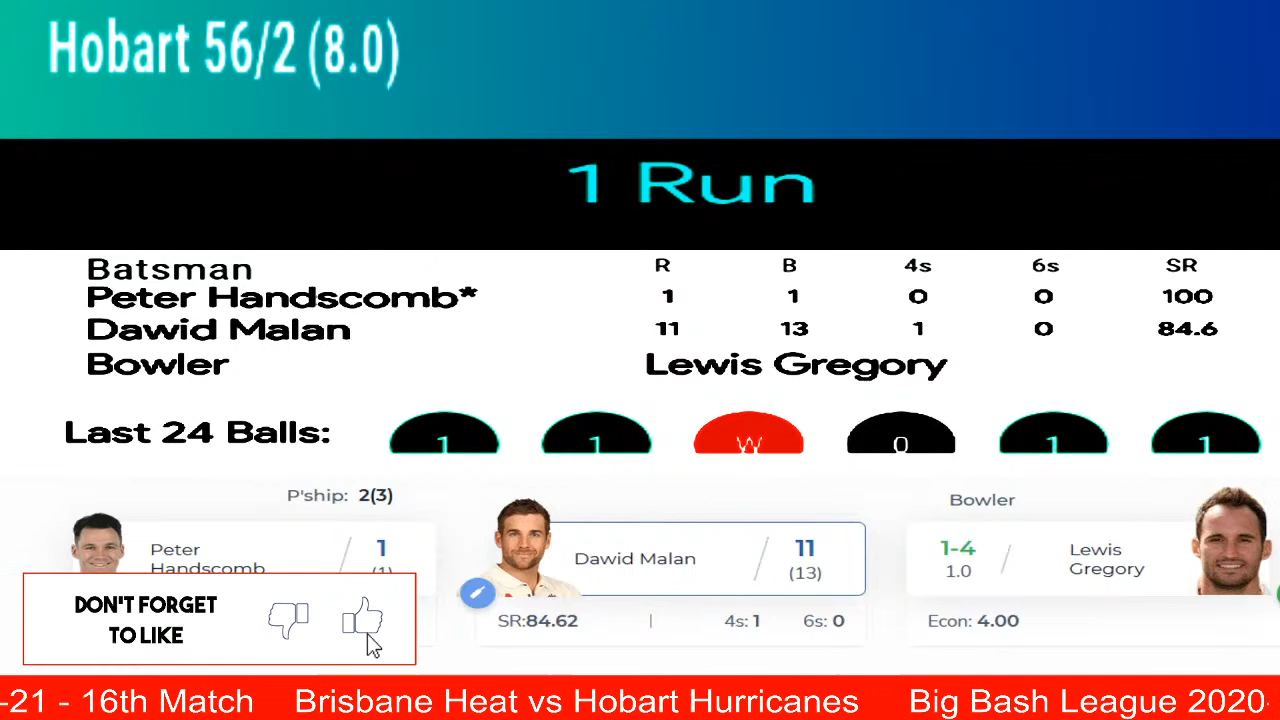 Hobart 56/2 (8.0)
1 Run
Batsman R B 4s 6s SR
Peter Handscomb* 1 1 0 0 100
Dawid Malan 11 13 1 0 84.6
Bowler Lewis Gregory
Last 24 Balls: 1 1 W 0 1 1
P'ship: 2(3)
Bowler
Peter
Handscomb
1
(1)
Dawid Malan
11
(13)
1-4
1.0
Lewis
Gregory
SR:84.62 | 4s: 1 6s: 0
Econ: 4.00
DON'T FORGET
TO LIKE
-21 - 16th Match Brisbane Heat vs Hobart Hurricanes Big Bash League 2020-